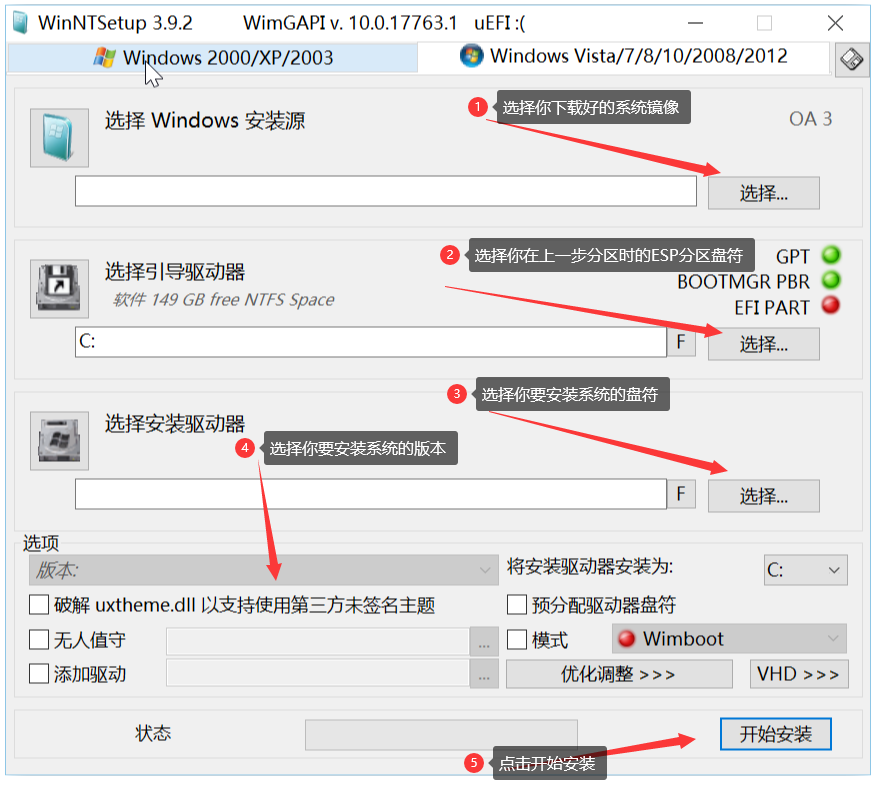 WinNTSetup 3.9.2 WimGAPI v. 10.0.17763.1 uEFI :(
Windows 2000/XP/2003
Windows Vista/7/8/10/2008/2012
选择 Windows 安装源
1 选择你下载好的系统镜像
OA 3
选择...
2 选择你在上一步分区时的ESP分区盘符
GPT
选择引导驱动器
BOOTMGR PBR
软件 149 GB free NTFS Space
EFI PART
C:
F
选择...
3 选择你要安装系统的盘符
选择安装驱动器
4 选择你要安装系统的版本
F
选择...
选项
版本:
将安装驱动器安装为:
C:
破解 uxtheme.dll 以支持使用第三方未签名主题
预分配驱动器盘符
无人值守
...
模式
Wimboot
添加驱动
...
优化调整 >>>
VHD >>>
状态
开始安装
5 点击开始安装